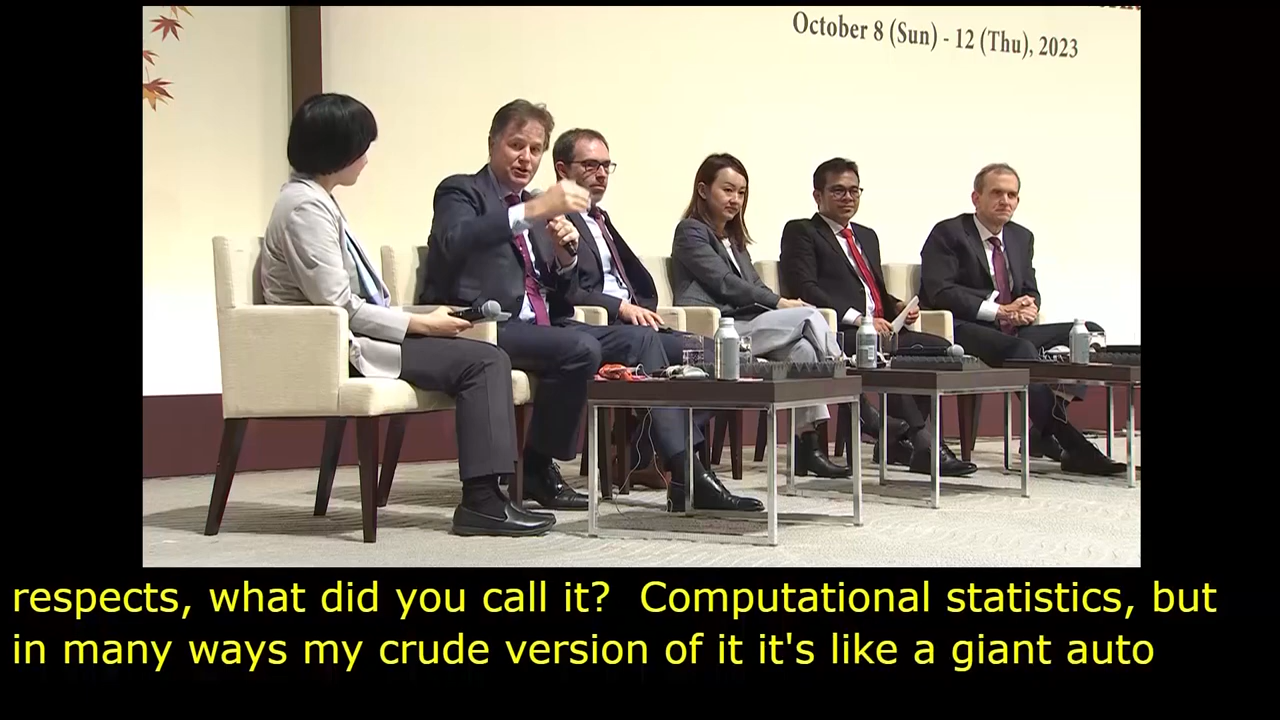 October 8 (Sun) - 12 (Thu), 2023
respects, what did you call it?  Computational statistics, but
in many ways my crude version of it it's like a giant auto